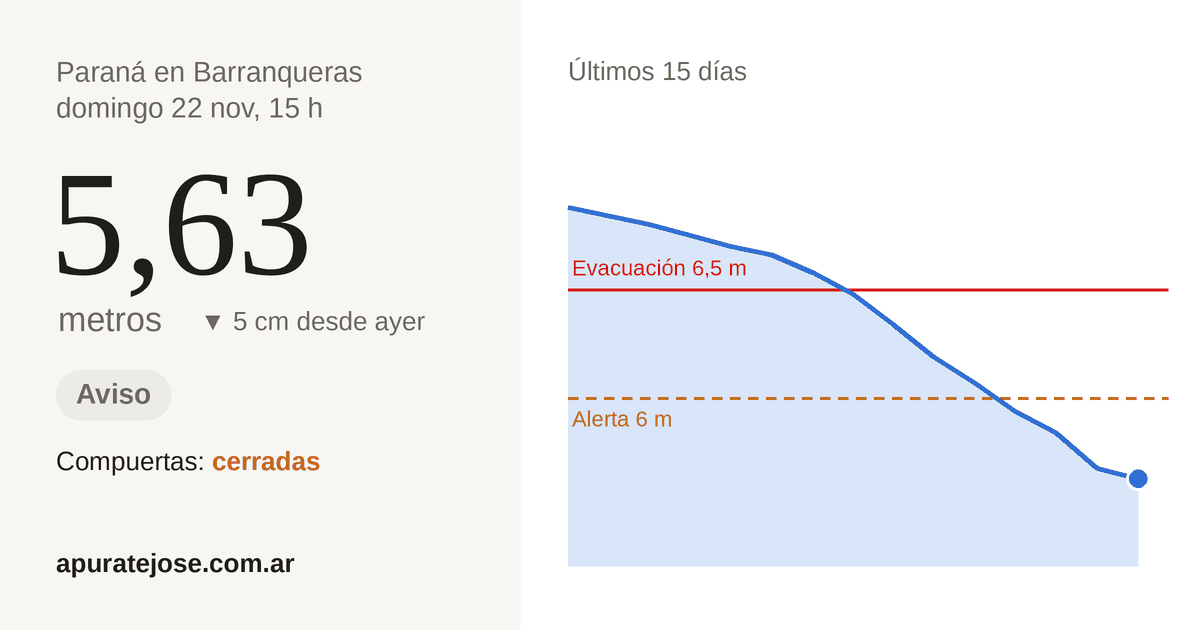 Paraná en Barranqueras
domingo 22 nov, 15 h
5,63
metros ▼ 5 cm desde ayer
Aviso
Compuertas: cerradas
apuratejose.com.ar
Últimos 15 días
Evacuación 6,5 m
Alerta 6 m